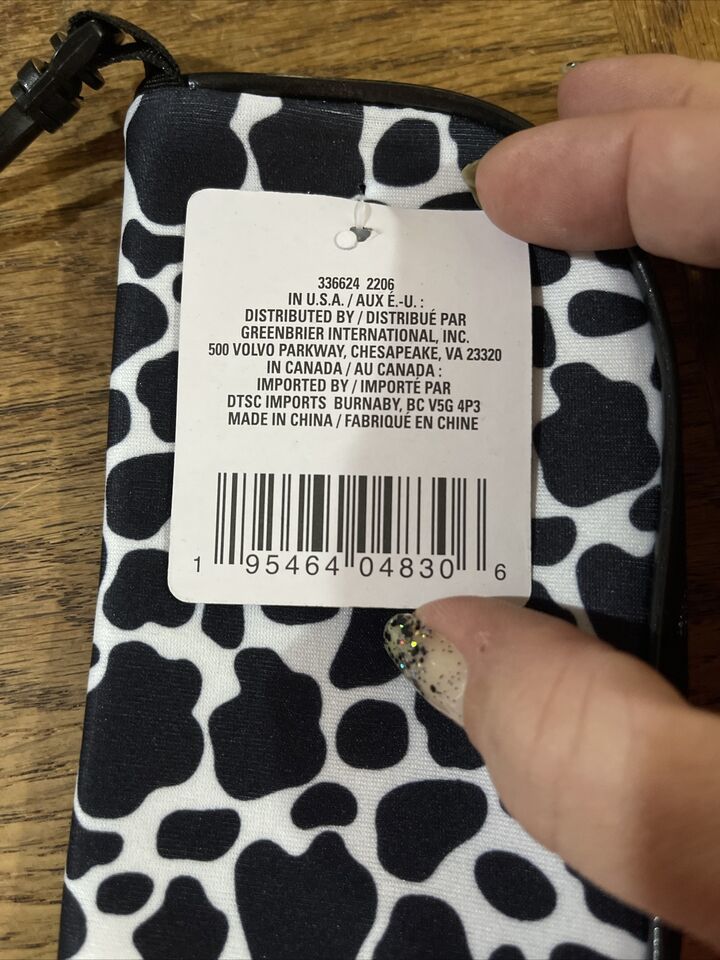 336624 2206
IN U.S.A. / AUX É.-U. :
DISTRIBUTED BY / DISTRIBUÉ PAR
GREENBRIER INTERNATIONAL, INC.
500 VOLVO PARKWAY, CHESAPEAKE, VA 23320
IN CANADA / AU CANADA :
IMPORTED BY / IMPORTÉ PAR
DTSC IMPORTS BURNABY, BC V5G 4P3
MADE IN CHINA / FABRIQUÉ EN CHINE
1 95464 04830 6